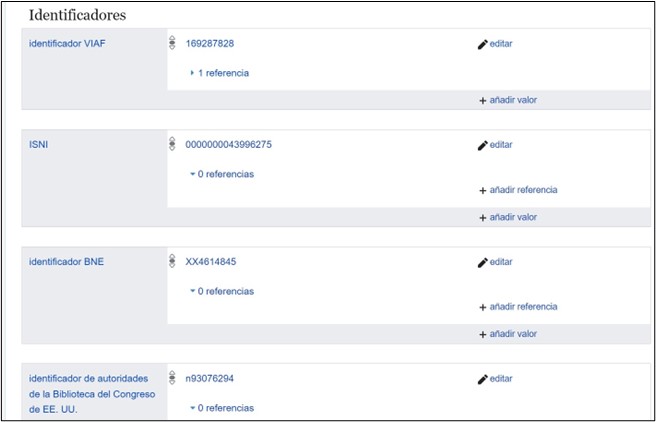 Identificadores
identificador VIAF
169287828
editar
1 referencia
+ añadir valor
ISNI
0000000043996275
editar
0 referencias
+ añadir referencia
+ añadir valor
identificador BNE
XX4614845
editar
0 referencias
+ añadir referencia
+ añadir valor
identificador de autoridades
de la Biblioteca del Congreso
de EE. UU.
n93076294
editar
0 referencias